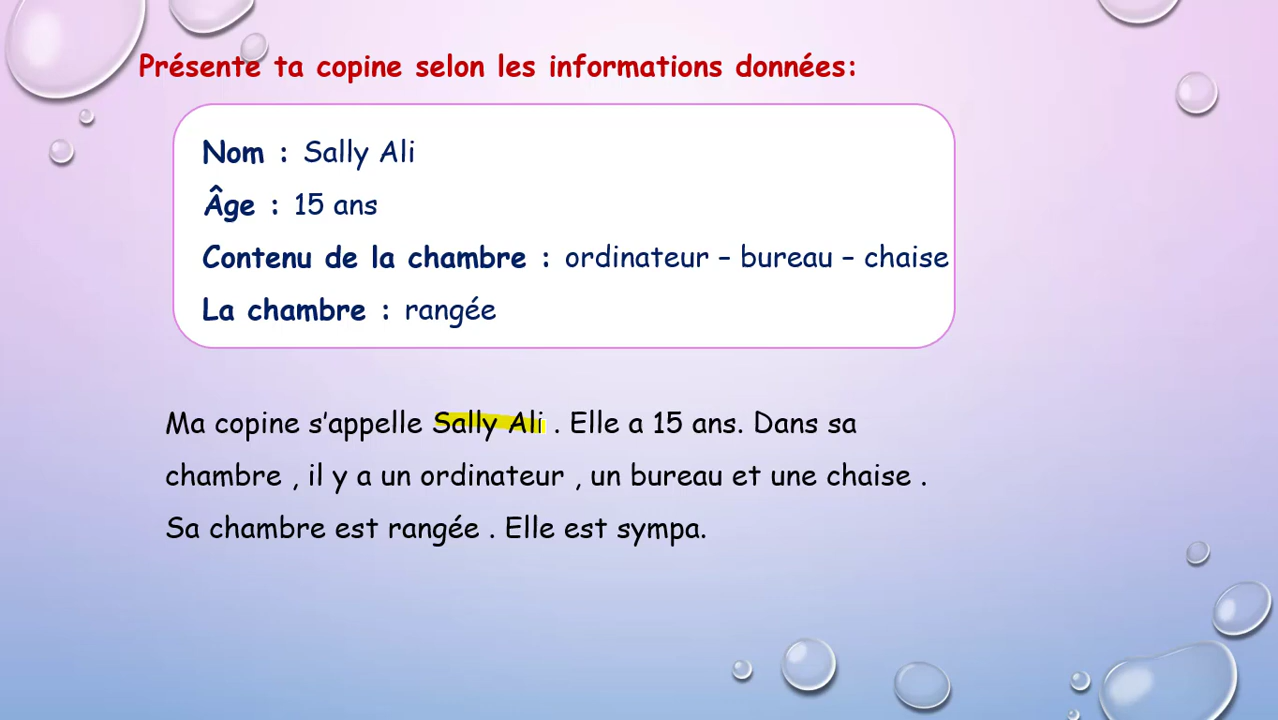 Présente ta copine selon les informations données:
Nom : Sally Ali
Âge : 15 ans
Contenu de la chambre : ordinateur – bureau – chaise
La chambre : rangée
Ma copine s’appelle Sally Ali . Elle a 15 ans. Dans sa
chambre , il y a un ordinateur , un bureau et une chaise .
Sa chambre est rangée . Elle est sympa.